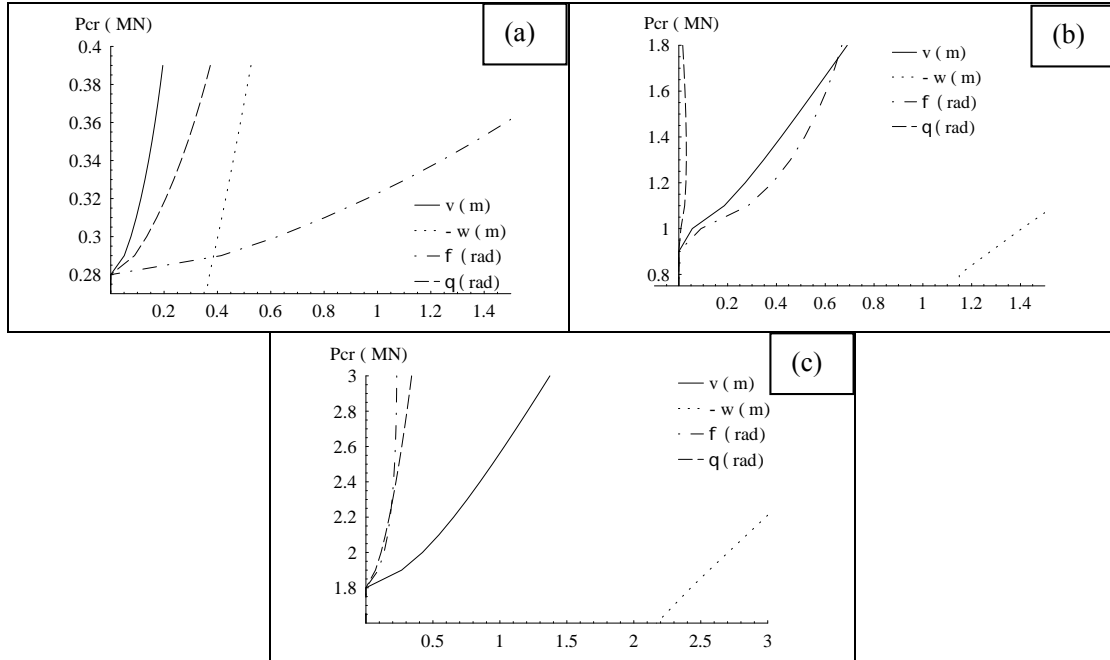 (a)
Pcr ( MN)
0.4
0.38
0.36
0.34
0.32
0.3
0.28
0.2 0.4 0.6 0.8 1 1.2 1.4
v ( m)
- w ( m)
f ( rad)
q ( rad)
(b)
Pcr ( MN)
1.8
1.6
1.4
1.2
1
0.8
0.2 0.4 0.6 0.8 1 1.2 1.4
v ( m)
- w ( m)
f ( rad)
q ( rad)
(c)
Pcr ( MN)
3
2.8
2.6
2.4
2.2
2
1.8
0.5 1 1.5 2 2.5 3
v ( m)
- w ( m)
f ( rad)
q ( rad)